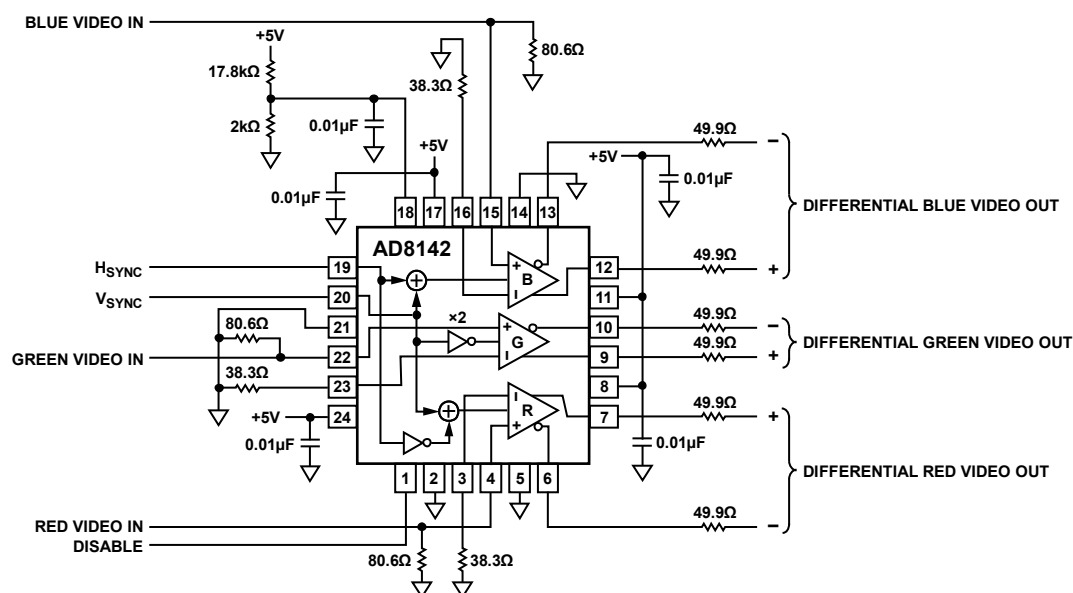 BLUE VIDEO IN
+5V
80.6Ω
17.8kΩ
38.3Ω
2kΩ
0.01µF
49.9Ω
−
+5V
+5V
0.01µF
0.01µF
DIFFERENTIAL BLUE VIDEO OUT
18 17 16 15 14 13
AD8142
49.9Ω
HSYNC
19
+
+
B
−
12
+
VSYNC
20
11
×2
49.9Ω
80.6Ω
21
+
G
−
10
−
DIFFERENTIAL GREEN VIDEO OUT
49.9Ω
GREEN VIDEO IN
22
9
+
38.3Ω
23
8
+5V
24
+
−
R
+
7
49.9Ω
+
0.01µF
0.01µF
DIFFERENTIAL RED VIDEO OUT
1 2 3 4 5 6
49.9Ω
RED VIDEO IN
−
DISABLE
80.6Ω
38.3Ω